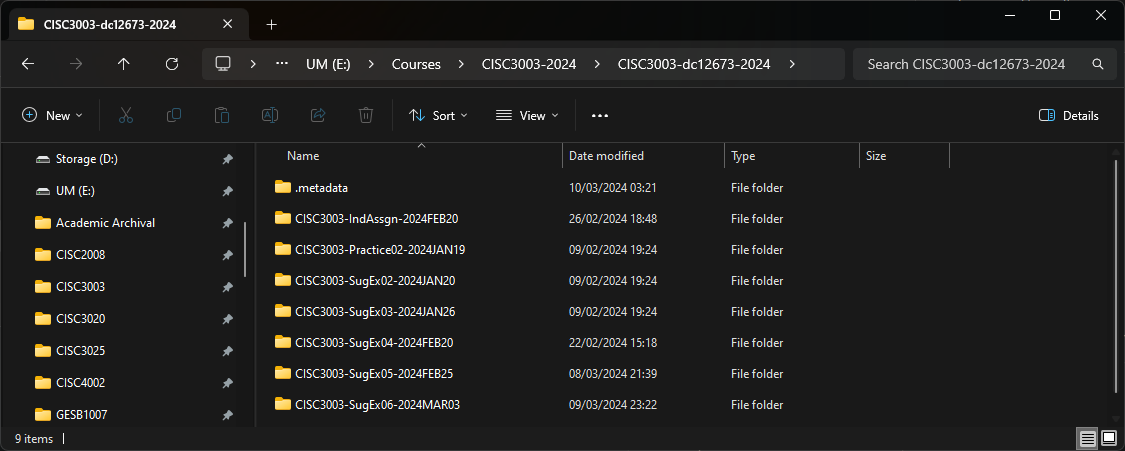 CISC3003-dc12673-2024
UM (E:) Courses CISC3003-2024 CISC3003-dc12673-2024 Search CISC3003-dc12673-2024
New Sort View Details
Storage (D:)
UM (E:)
Academic Archival
CISC2008
CISC3003
CISC3020
CISC3025
CISC4002
GESB1007
Name Date modified Type Size
.metadata 10/03/2024 03:21 File folder
CISC3003-IndAssgn-2024FEB20 26/02/2024 18:48 File folder
CISC3003-Practice02-2024JAN19 09/02/2024 19:24 File folder
CISC3003-SugEx02-2024JAN20 09/02/2024 19:24 File folder
CISC3003-SugEx03-2024JAN26 09/02/2024 19:24 File folder
CISC3003-SugEx04-2024FEB20 22/02/2024 15:18 File folder
CISC3003-SugEx05-2024FEB25 08/03/2024 21:39 File folder
CISC3003-SugEx06-2024MAR03 09/03/2024 23:22 File folder
9 items